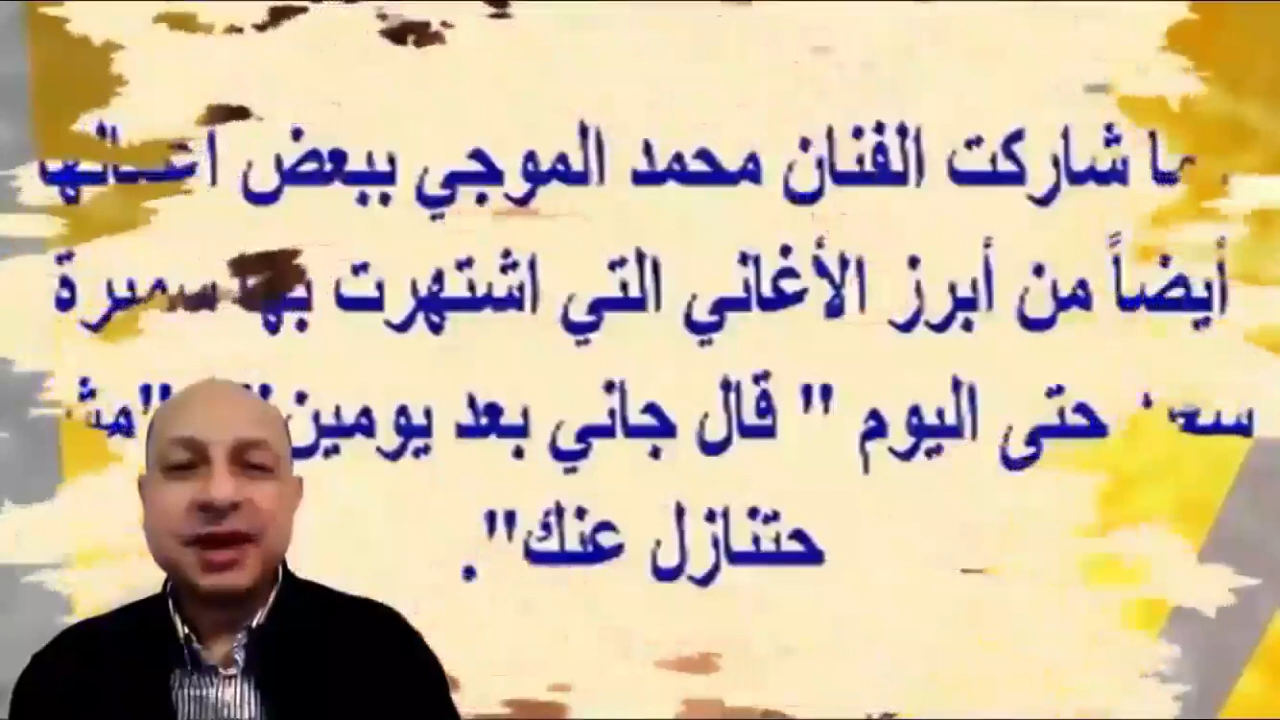 شاركت الفنان محمد الموجي ببعض
أيضاً من أبرز الأغاني التي اشتهرت بها سميرة
حتى اليوم " قال جاني بعد يومين"
حتنازل عنك".